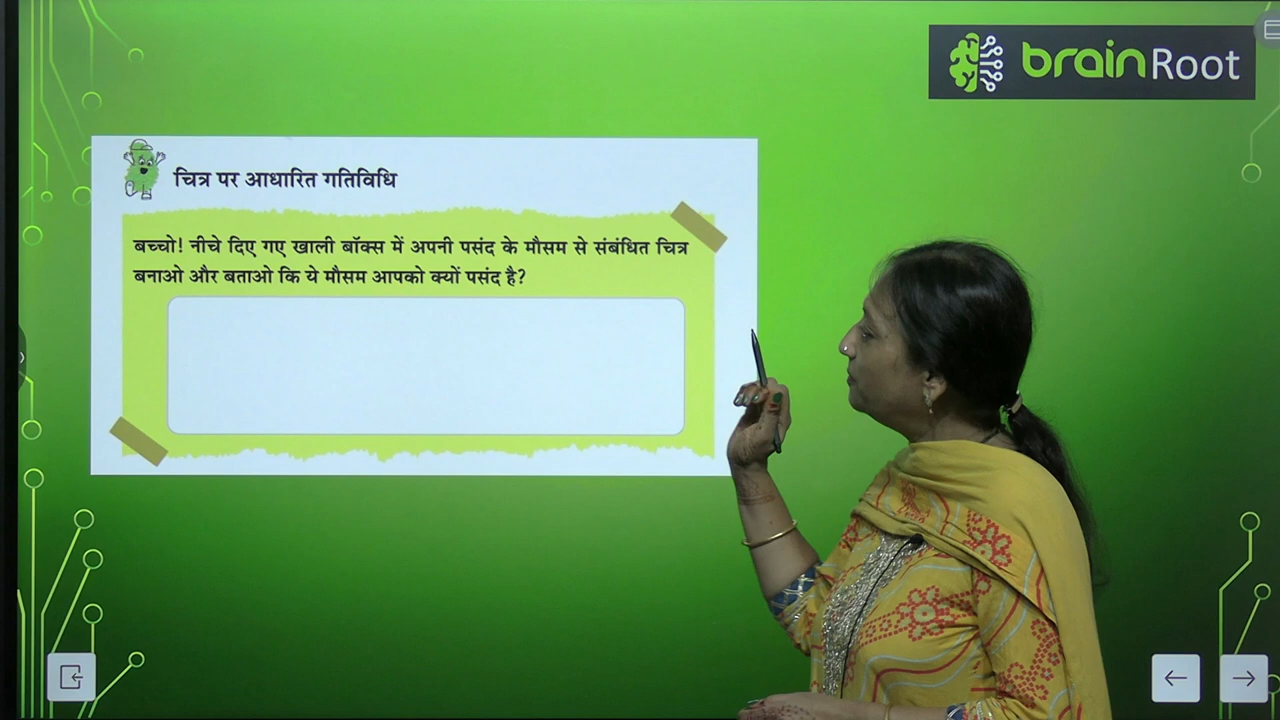 brainRoot
चित्र पर आधारित गतिविधि
बच्चो! नीचे दिए गए खाली बॉक्स में अपनी पसंद के मौसम से संबंधित चित्र
बनाओ और बताओ कि ये मौसम आपको क्यों पसंद है?